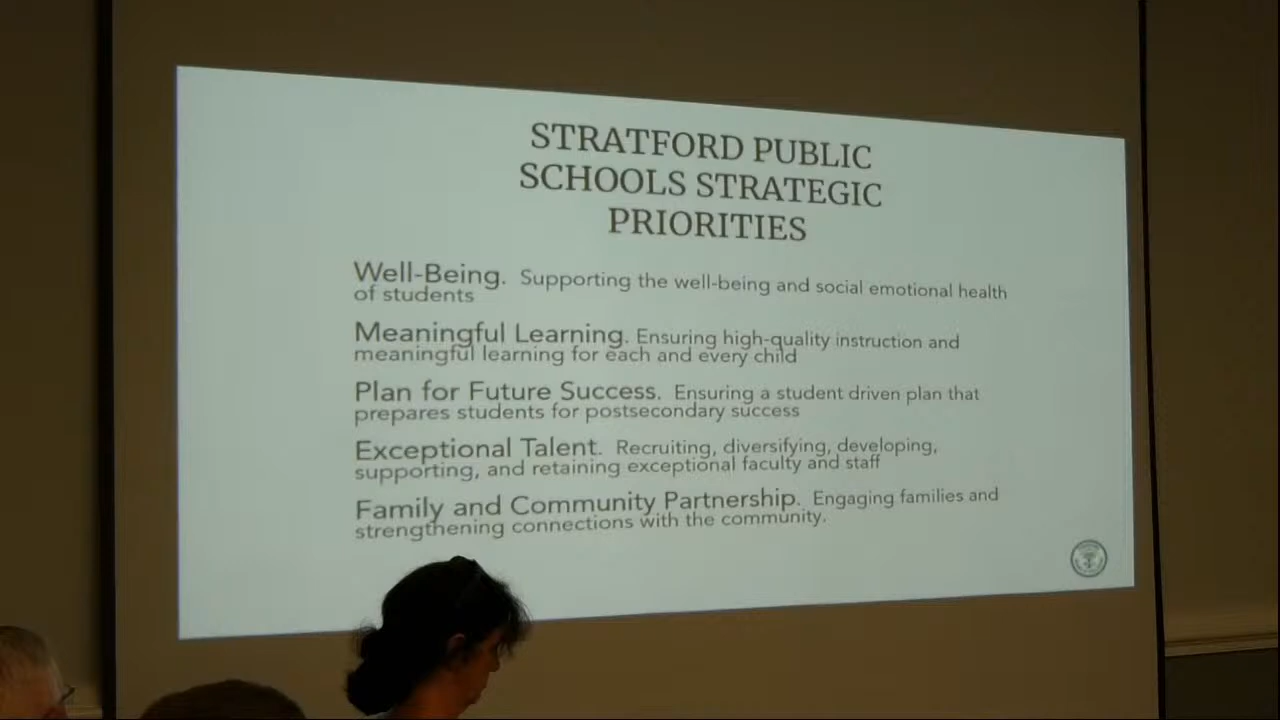 STRATFORD PUBLIC
SCHOOLS STRATEGIC
PRIORITIES
Well-Being. Supporting the well-being and social emotional health
of students
Meaningful Learning. Ensuring high-quality instruction and
meaningful learning for each and every child
Plan for Future Success. Ensuring a student driven plan that
prepares students for postsecondary success
Exceptional Talent. Recruiting, diversifying, developing,
supporting, and retaining exceptional faculty and staff
Family and Community Partnership. Engaging families and
strengthening connections with the community.